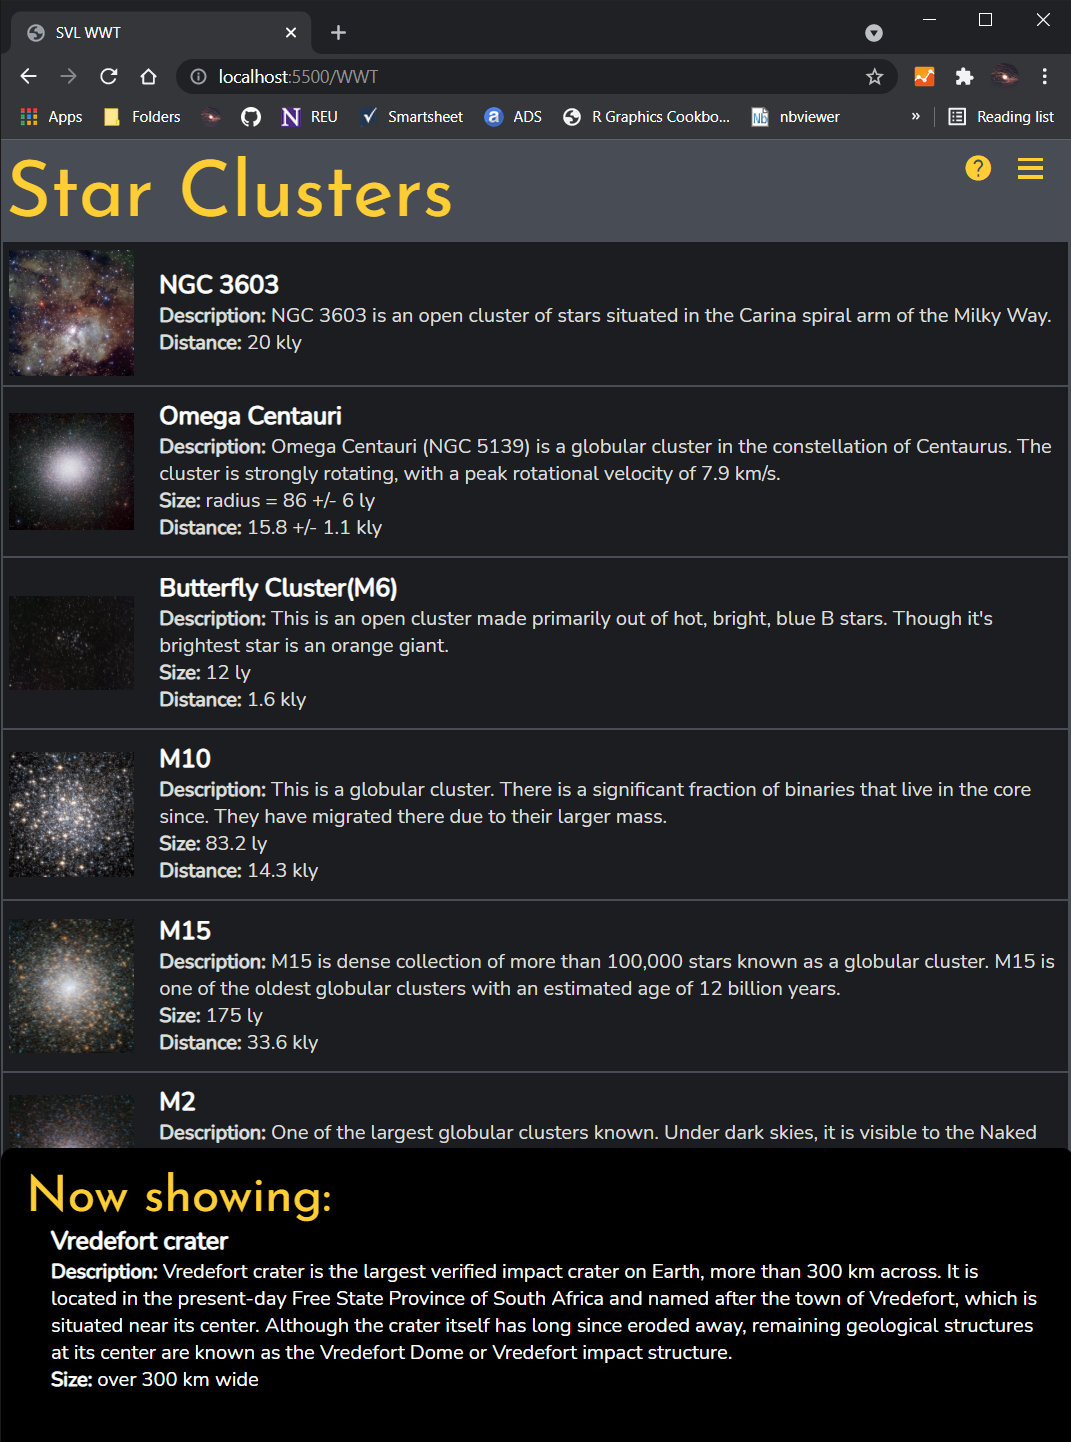 SVL WWT
localhost:5500/WWT
Apps Folders REU Smartsheet ADS R Graphics Cookbo... nbviewer » Reading list
Star Clusters
NGC 3603
Description: NGC 3603 is an open cluster of stars situated in the Carina spiral arm of the Milky Way.
Distance: 20 kly
Omega Centauri
Description: Omega Centauri (NGC 5139) is a globular cluster in the constellation of Centaurus. The
cluster is strongly rotating, with a peak rotational velocity of 7.9 km/s.
Size: radius = 86 +/- 6 ly
Distance: 15.8 +/- 1.1 kly
Butterfly Cluster(M6)
Description: This is an open cluster made primarily out of hot, bright, blue B stars. Though it's
brightest star is an orange giant.
Size: 12 ly
Distance: 1.6 kly
M10
Description: This is a globular cluster. There is a significant fraction of binaries that live in the core
since. They have migrated there due to their larger mass.
Size: 83.2 ly
Distance: 14.3 kly
M15
Description: M15 is dense collection of more than 100,000 stars known as a globular cluster. M15 is
one of the oldest globular clusters with an estimated age of 12 billion years.
Size: 175 ly
Distance: 33.6 kly
M2
Description: One of the largest globular clusters known. Under dark skies, it is visible to the Naked
Now showing:
Vredefort crater
Description: Vredefort crater is the largest verified impact crater on Earth, more than 300 km across. It is
located in the present-day Free State Province of South Africa and named after the town of Vredefort, which is
situated near its center. Although the crater itself has long since eroded away, remaining geological structures
at its center are known as the Vredefort Dome or Vredefort impact structure.
Size: over 300 km wide